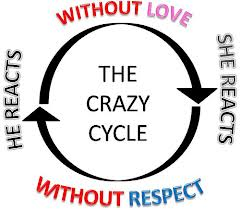 WITHOUT LOVE
SHE REACTS
THE
CRAZY
CYCLE
HE REACTS
WITHOUT RESPECT